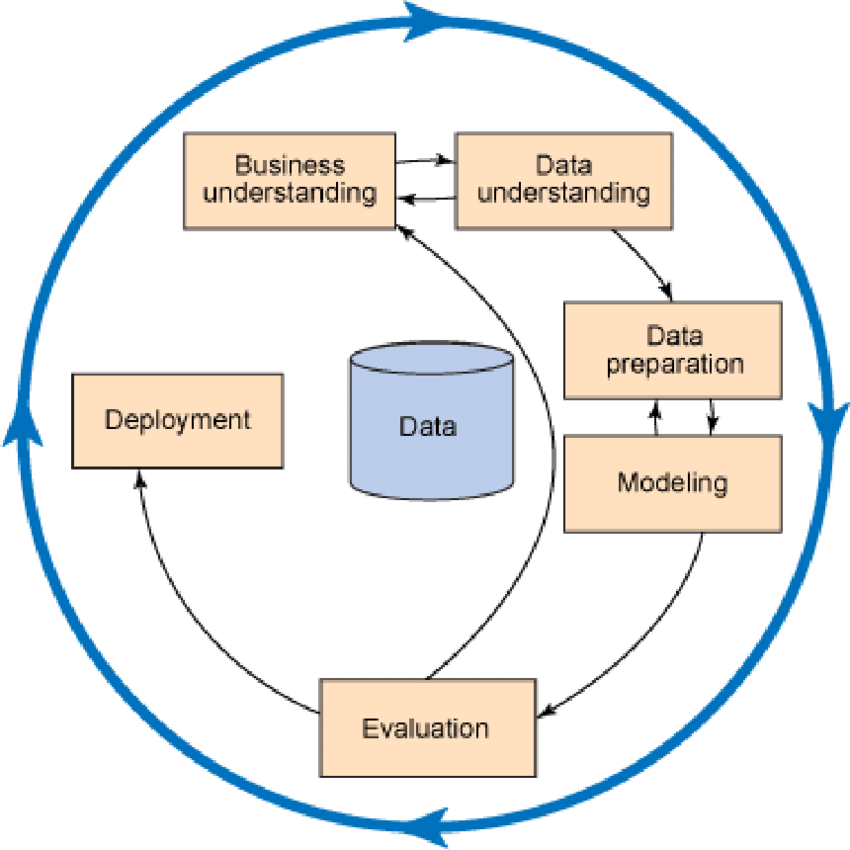 Business
understanding
Data
understanding
Data
preparation
Deployment
Data
Modeling
Evaluation